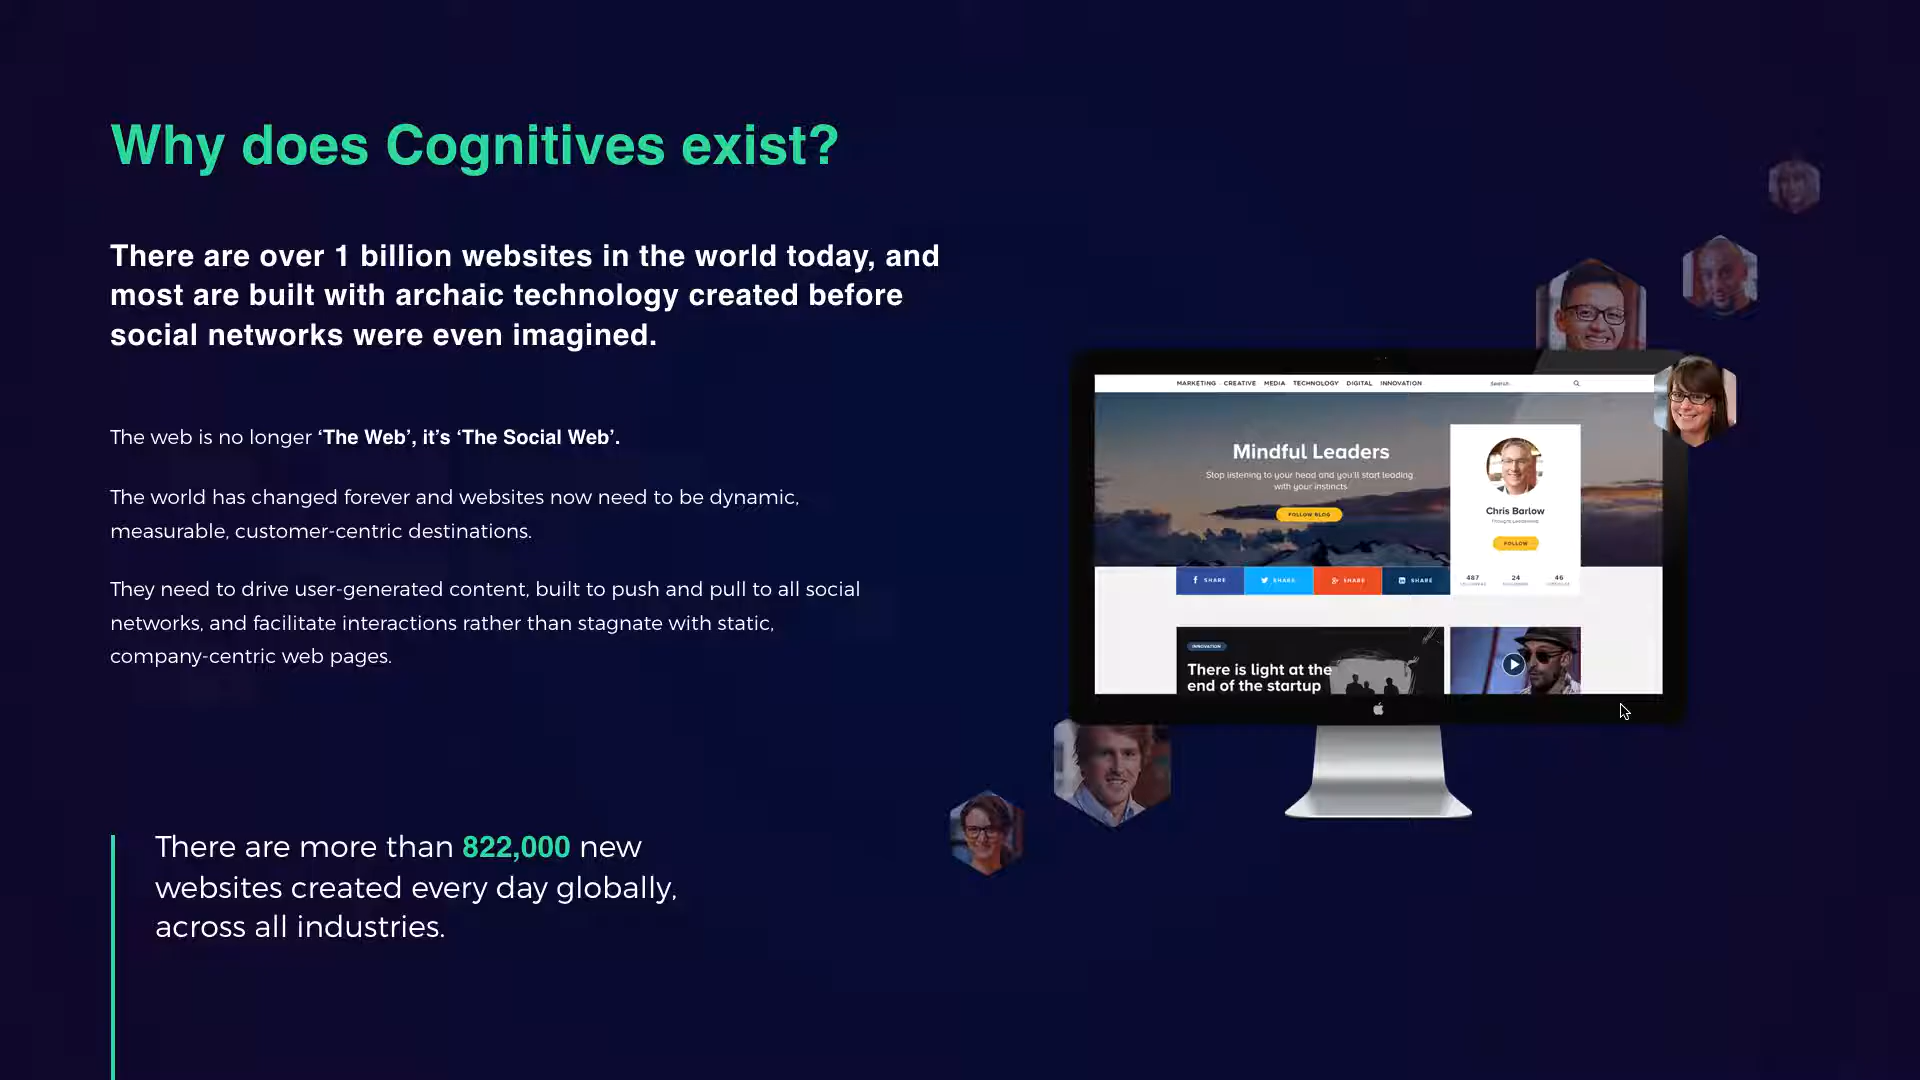 Why does Cognitives exist?
There are over 1 billion websites in the world today, and
most are built with archaic technology created before
social networks were even imagined.
The web is no longer ‘The Web’, it’s ‘The Social Web’.
The world has changed forever and websites now need to be dynamic,
measurable, customer-centric destinations.
They need to drive user-generated content, built to push and pull to all social
networks, and facilitate interactions rather than stagnate with static,
company-centric web pages.
There are more than 822,000 new
websites created every day globally,
across all industries.
MARKETING CREATIVE MEDIA TECHNOLOGY DIGITAL INNOVATION
Search
Mindful Leaders
Stop listening to your head and you'll start leading
with your instincts
FOLLOW BLOG
Chris Barlow
Thought Leadership
FOLLOW
487 24 46
f SHARE SHARE g+ SHARE in SHARE
INNOVATION
There is light at the
end of the startup